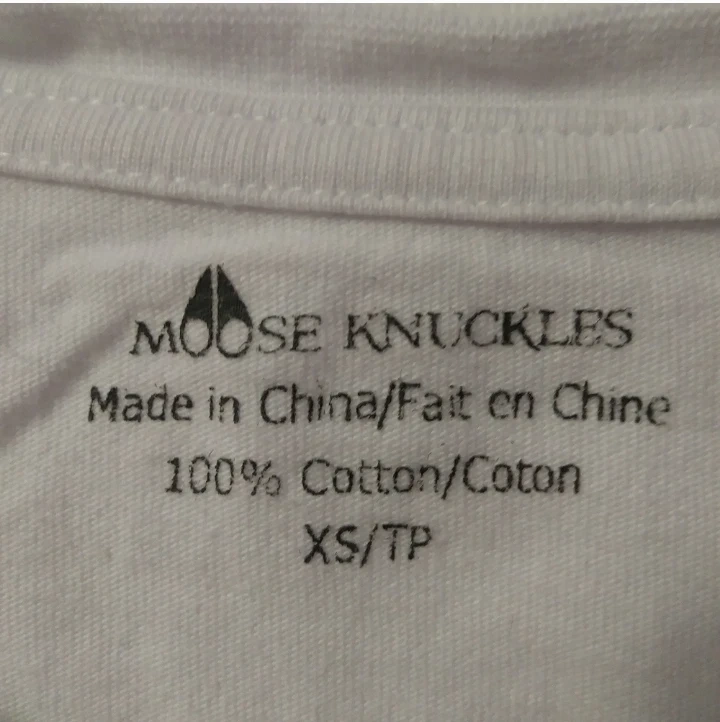 MOOSE KNUCKLES
Made in China/Fait en Chine
100% Cotton/Coton
XS/TP